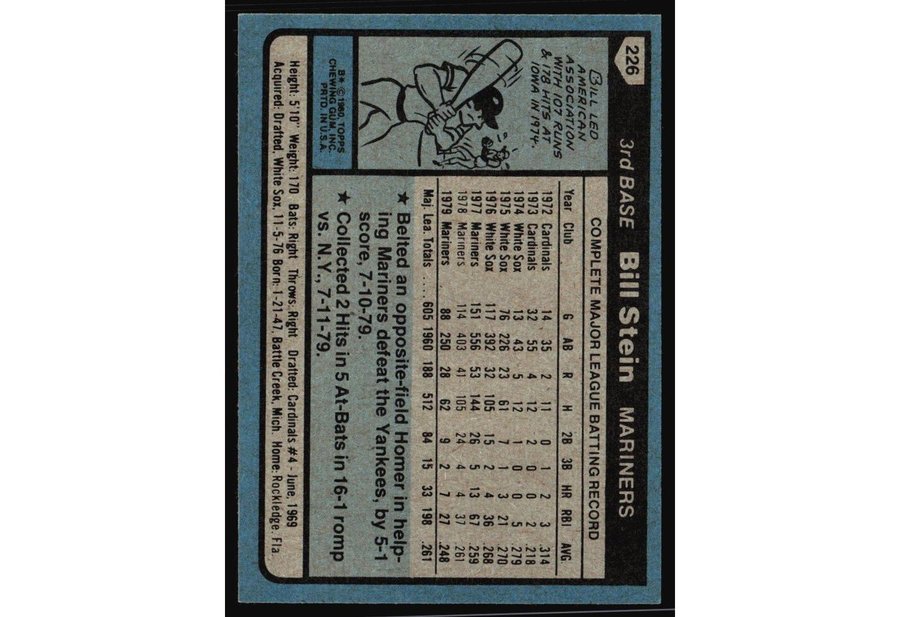 226
3rd BASE Bill Stein MARINERS
COMPLETE MAJOR LEAGUE BATTING RECORD
Year Club G AB R H 2B 3B HR RBI AVG
1972 Cardinals 14 35 2 11 0 1 2 3 .314
1973 Cardinals 32 55 4 12 2 0 0 2 .218
1974 White Sox 13 43 5 12 1 0 0 5 .279
1975 White Sox 76 226 23 61 7 1 3 21 .270
1976 White Sox 117 392 32 105 15 2 4 36 .268
1977 Mariners 151 556 53 144 26 5 13 67 .259
1978 Mariners 114 403 41 105 24 4 4 37 .261
1979 Mariners 88 250 28 62 9 2 7 27 .248
Maj. Lea. Totals 605 1960 188 512 84 15 33 198 .261
BILL LED
AMERICAN
ASSOCIATION
WITH 107 RUNS
& 178 HITS AT
IOWA IN 1974.
★ Belted an opposite-field Homer in help-
ing Mariners defeat the Yankees, by 5-1
score, 7-10-79.
★ Collected 2 Hits in 5 At-Bats in 16-1 romp
vs. N.Y., 7-11-79.
B* © 1980, TOPPS
CHEWING GUM, INC.
PRTD. IN U.S.A.
Height: 5'10" Weight: 170 Bats: Right Throws: Right Drafted: Cardinals #4 - June, 1969
Acquired: Drafted, White Sox, 11-5-76 Born: 1-21-47, Battle Creek, Mich. Home: Rockledge, Fla.